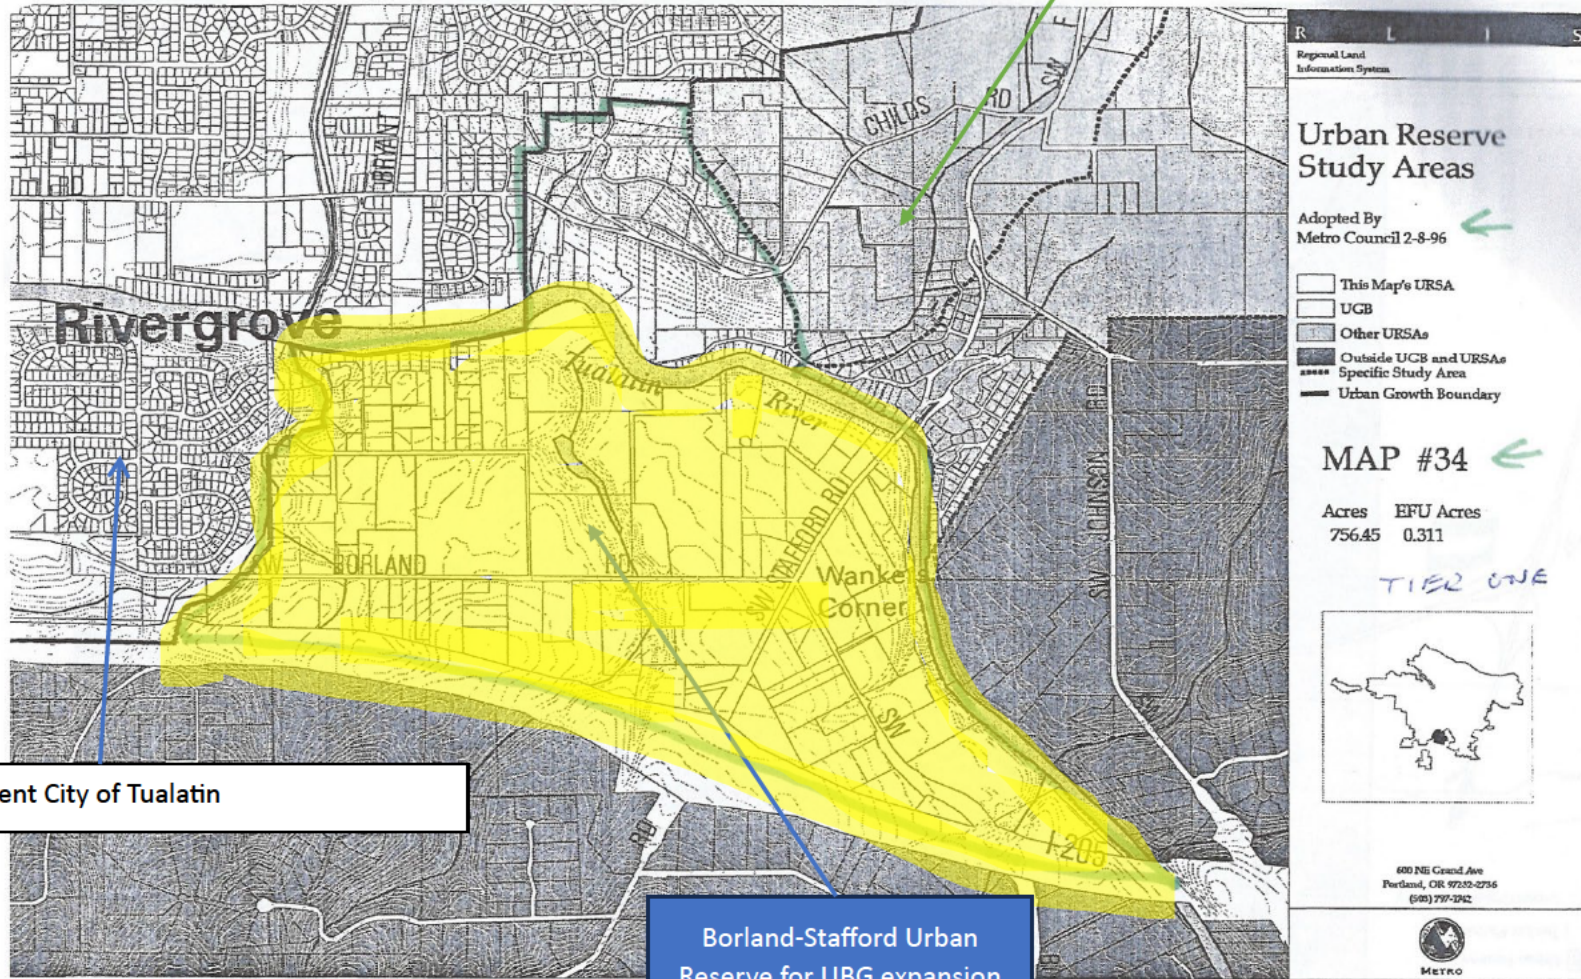 BRYANT
CHILDS
RD
SW
Rivergrove
Tualatin
River
STAFFORD RD
SW
BORLAND
RD
Wanke's
Corner
SW JOHNSON RD
SW
RD
I-205
ent City of Tualatin
Borland-Stafford Urban
Reserve for UBG expansion
R L I S
Regional Land
Information System
Urban Reserve
Study Areas
Adopted By
Metro Council 2-8-96
This Map's URSA
UGB
Other URSAs
Outside UGB and URSAs
Specific Study Area
Urban Growth Boundary
MAP #34
Acres EFU Acres
756.45 0.311
TIER ONE
600 NE Grand Ave
Portland, OR 97232-2736
(503) 797-1742
METRO